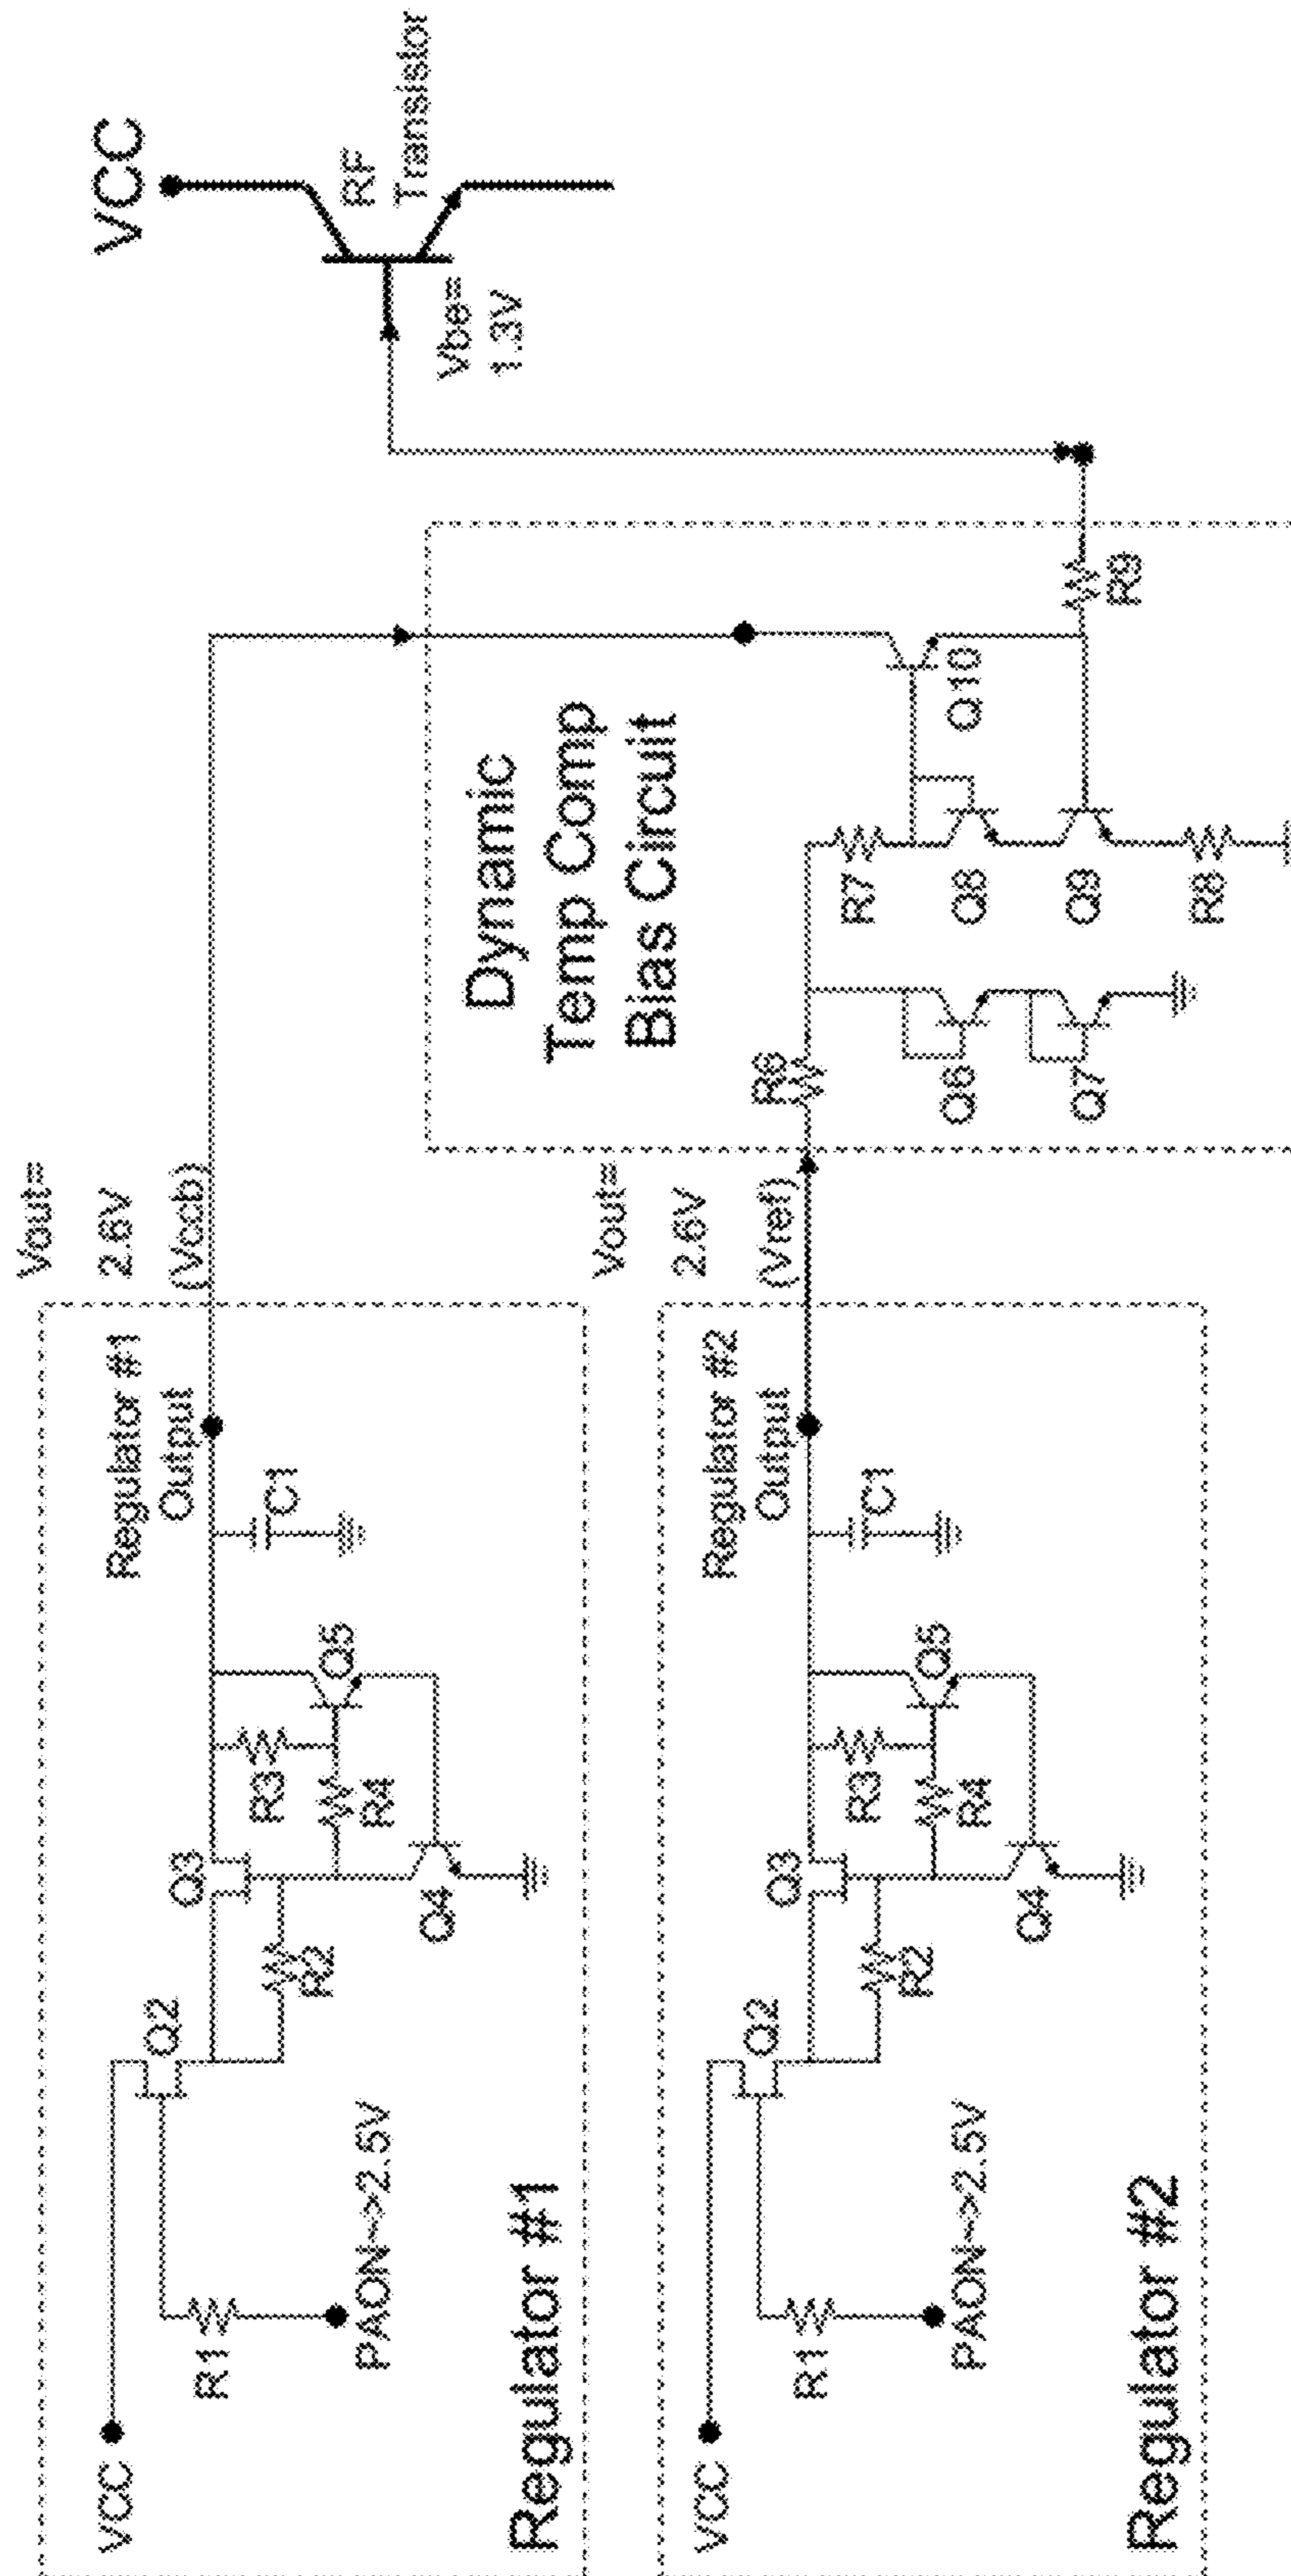 Vout=
2.6V
(Vccb)
Regulator #1
Output
VCC
R1
PAON->2.5V
Q2
R2
Q3
Q4
R3
R4
Q5
C1
Regulator #1
Vout=
2.6V
(Vref)
Regulator #2
Output
VCC
R1
PAON->2.5V
Q2
R2
Q3
Q4
R3
R4
Q5
C1
Regulator #2
Dynamic
Temp Comp
Bias Circuit
R6
Q6
Q7
R7
Q8
Q9
R8
Q10
R9
VCC
RF
Transistor
Vbe=
1.3V